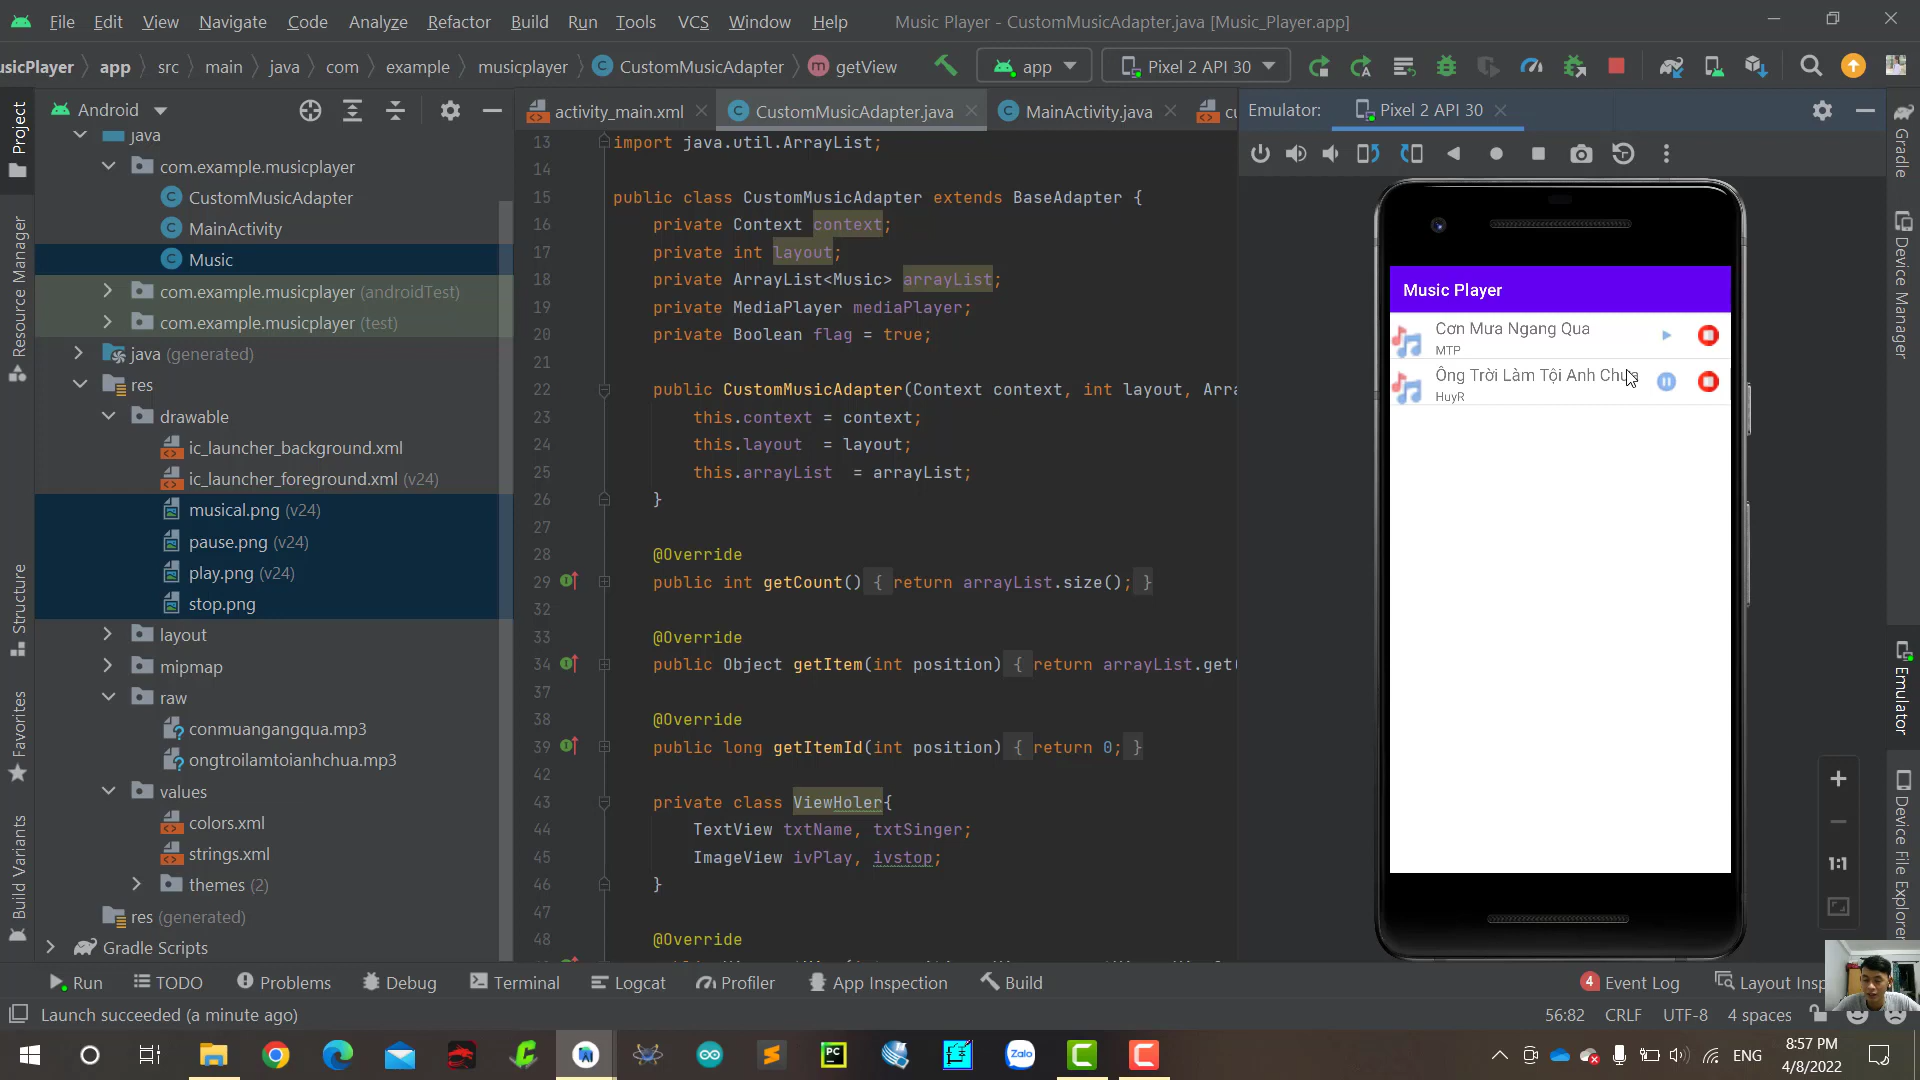 File Edit View Navigate Code Analyze Refactor Build Run Tools VCS Window Help Music Player - CustomMusicAdapter.java [Music_Player.app]
usicPlayer app src main java com example musicplayer CustomMusicAdapter getView app Pixel 2 API 30
Android
activity_main.xml CustomMusicAdapter.java MainActivity.java cu
Emulator: Pixel 2 API 30
Project
Resource Manager
Structure
Favorites
Build Variants
java
com.example.musicplayer
CustomMusicAdapter
MainActivity
Music
com.example.musicplayer (androidTest)
com.example.musicplayer (test)
java (generated)
res
drawable
ic_launcher_background.xml
ic_launcher_foreground.xml (v24)
musical.png (v24)
pause.png (v24)
play.png (v24)
stop.png
layout
mipmap
raw
conmuangangqua.mp3
ongtroilamtoianhchua.mp3
values
colors.xml
strings.xml
themes (2)
res (generated)
Gradle Scripts
13 import java.util.ArrayList;
14
15 public class CustomMusicAdapter extends BaseAdapter {
16 private Context context;
17 private int layout;
18 private ArrayList<Music> arrayList;
19 private MediaPlayer mediaPlayer;
20 private Boolean flag = true;
21
22 public CustomMusicAdapter(Context context, int layout, Arra
23 this.context = context;
24 this.layout = layout;
25 this.arrayList = arrayList;
26 }
27
28 @Override
29 public int getCount() { return arrayList.size(); }
32
33 @Override
34 public Object getItem(int position) { return arrayList.get(
37
38 @Override
39 public long getItemId(int position) { return 0; }
42
43 private class ViewHoler{
44 TextView txtName, txtSinger;
45 ImageView ivPlay, ivstop;
46 }
47
48 @Override
Music Player
Cơn Mưa Ngang Qua
MTP
Ông Trời Làm Tội Anh Chưa
HuyR
1:1
Gradle
Device Manager
Emulator
Device File Explorer
Run TODO Problems Debug Terminal Logcat Profiler App Inspection Build 4 Event Log Layout Insp
Launch succeeded (a minute ago) 56:82 CRLF UTF-8 4 spaces
PC Zalo ENG 8:57 PM
4/8/2022